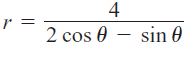 r = 4 / (2 cos θ − sin θ)